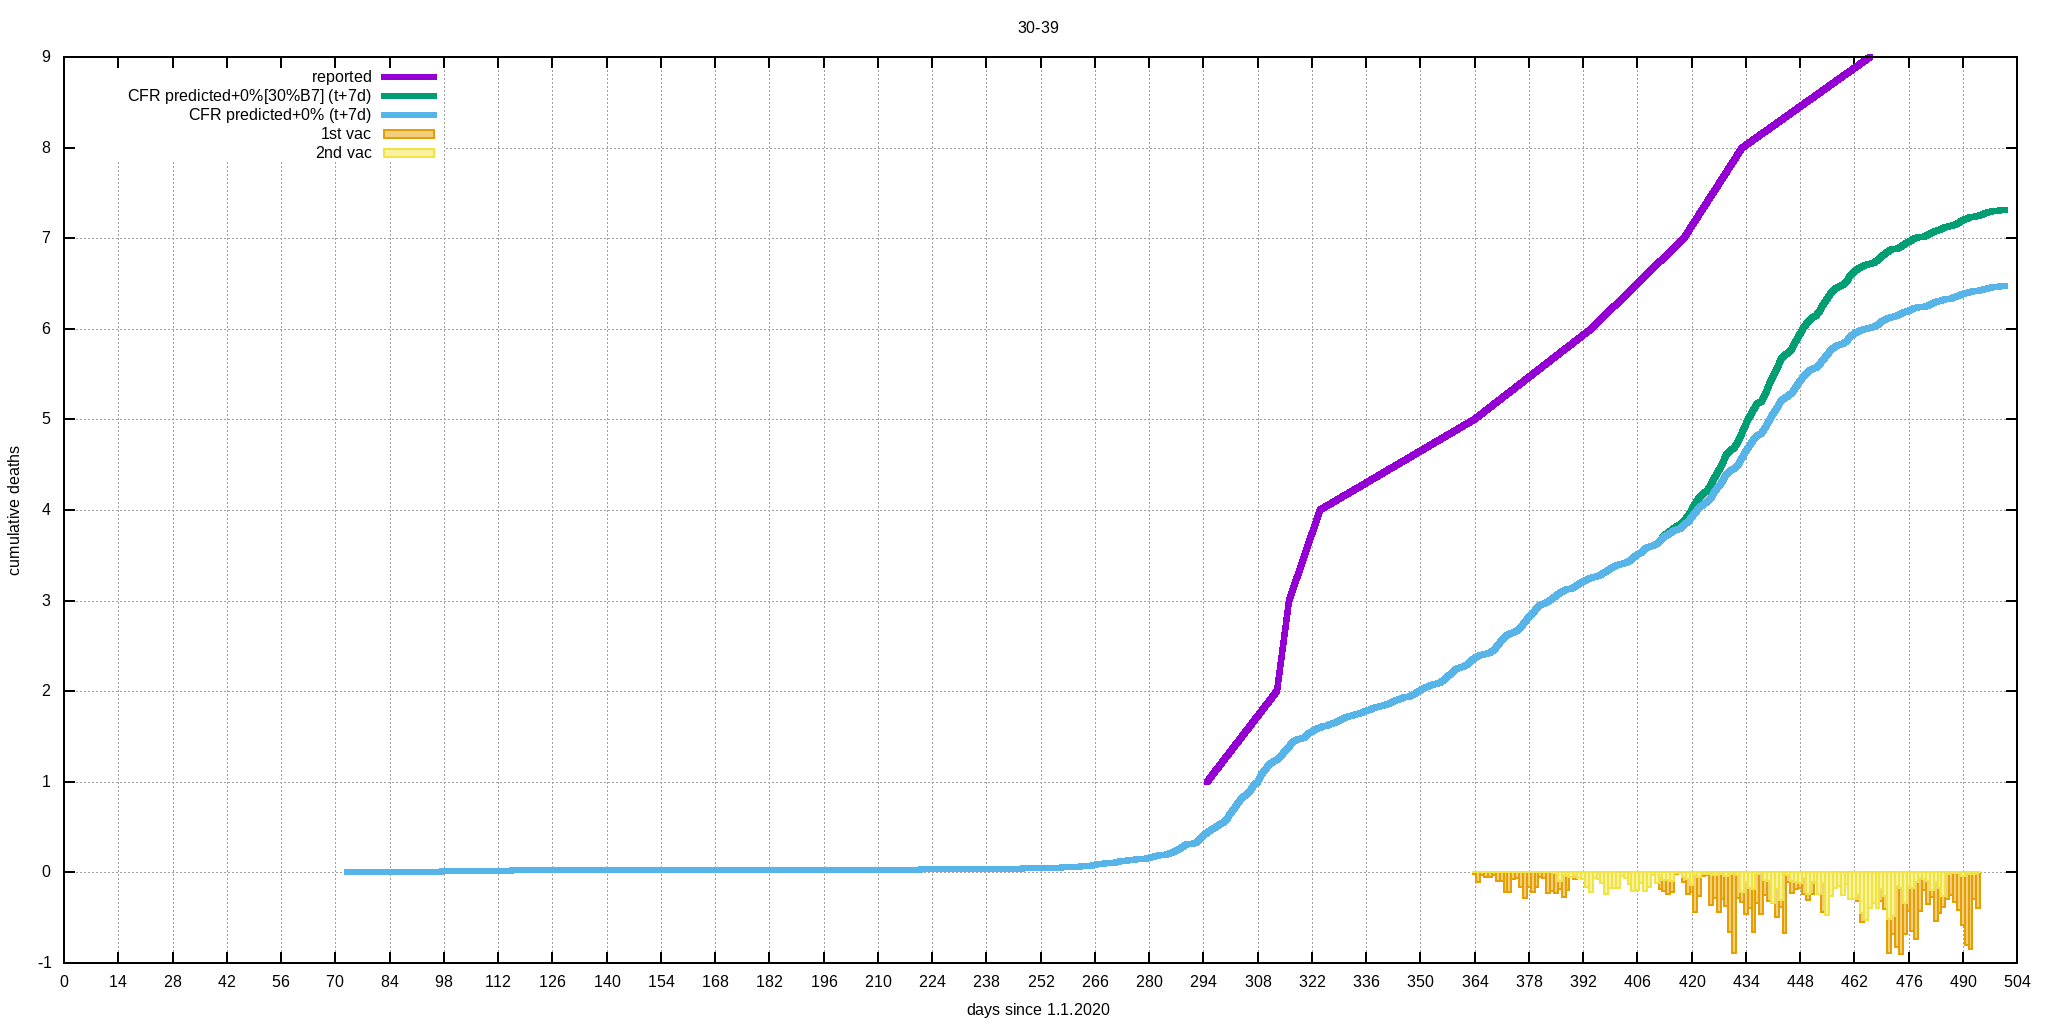 30-39
reported
CFR predicted+0%[30%B7] (t+7d)
CFR predicted+0% (t+7d)
1st vac
2nd vac
9
8
7
6
5
4
3
2
1
0
-1
cumulative deaths
0 14 28 42 56 70 84 98 112 126 140 154 168 182 196 210 224 238 252 266 280 294 308 322 336 350 364 378 392 406 420 434 448 462 476 490 504
days since 1.1.2020